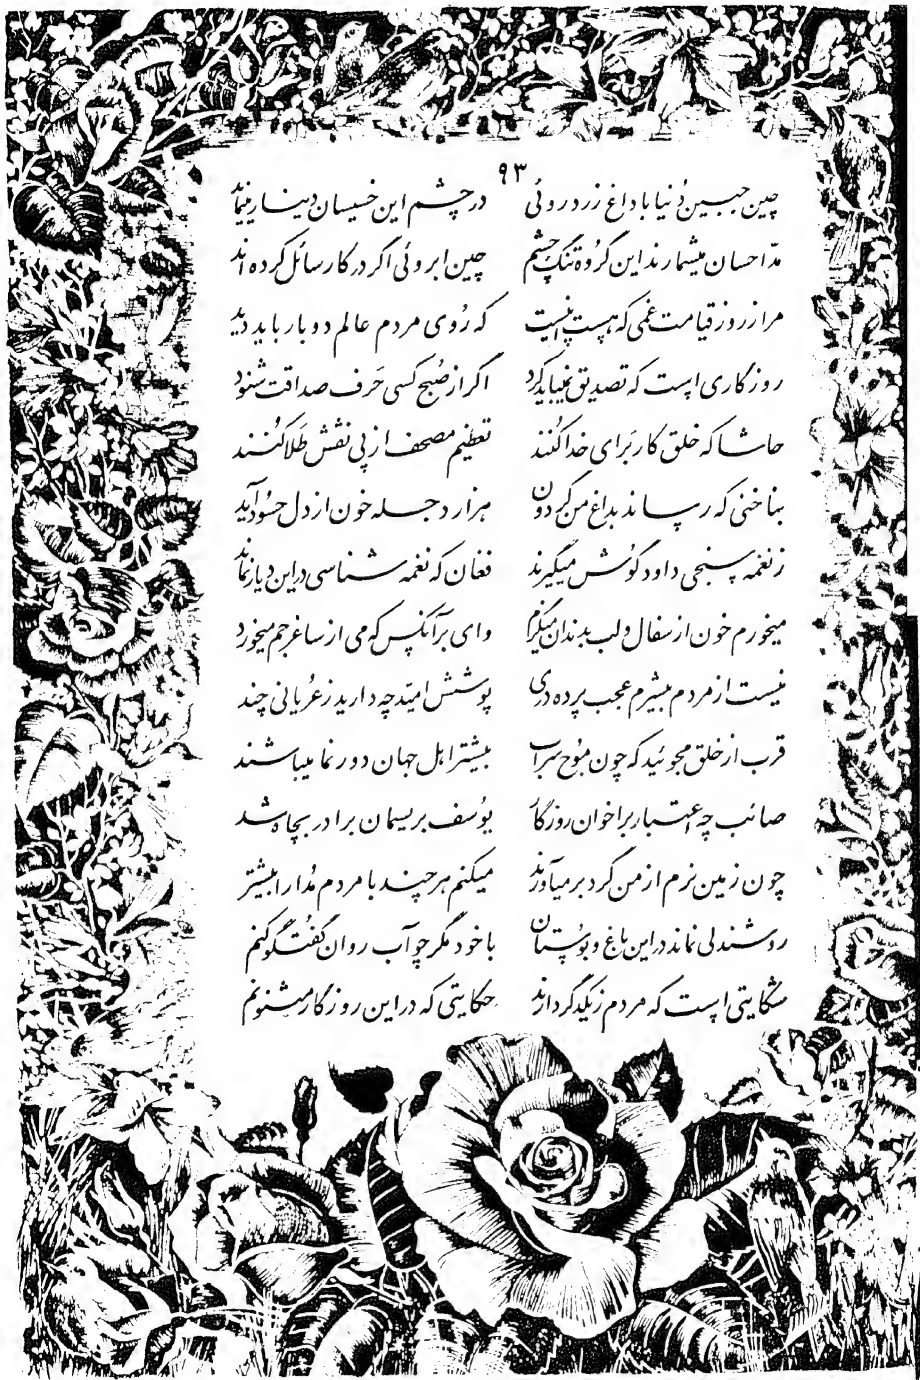 ۹۳
چین جبین دنیا با داغ زرد روئی در چشم این خسیسان دینار مینماید
مدّ احسان میشمارند این گروه تنگ چشم چین ابروئی اگر در کار سائل کرده اند
مرا ز روز قیامت غمی که هست اینست که روی مردم عالم دوبار باید دید
روزگاری است که تصدیق نمیباید کرد اگر از صبح کسی حرف صداقت شنود
حاشا که خلق کار برای خدا کنند تعظیم مصحف از پی نقش طلا کنند
بناخنی که رساند بداغ من گردون هزار دجله خون از دل حسود آید
ز نغمه سنجی داود گوش میگیرند فغان که نغمه شناسی در این دیار نماند
میخورم خون از سفال و لب بدندان میگزم وای بر آنکس که می از ساغر جم میخورد
نیست از مردم بیشرم عجب پرده دری پوشش امید چه دارید ز عریانی چند
قرب از خلق مجوئید که چون موج سراب بیشتر اهل جهان دور نما میباشند
صائب چه اعتبار بر اخوان روزگار یوسف بریسمان برادر بچاه شد
چون زمین نرم از من گرد برمیآورند میکنم هر چند با مردم مدارا بیشتر
روشندلی نماند در این باغ و بوستان با خود مگر چو آب روان گفتگو کنم
شکایتی است که مردم ز یکدگر دارند حکایتی که در این روزگار میشنوم